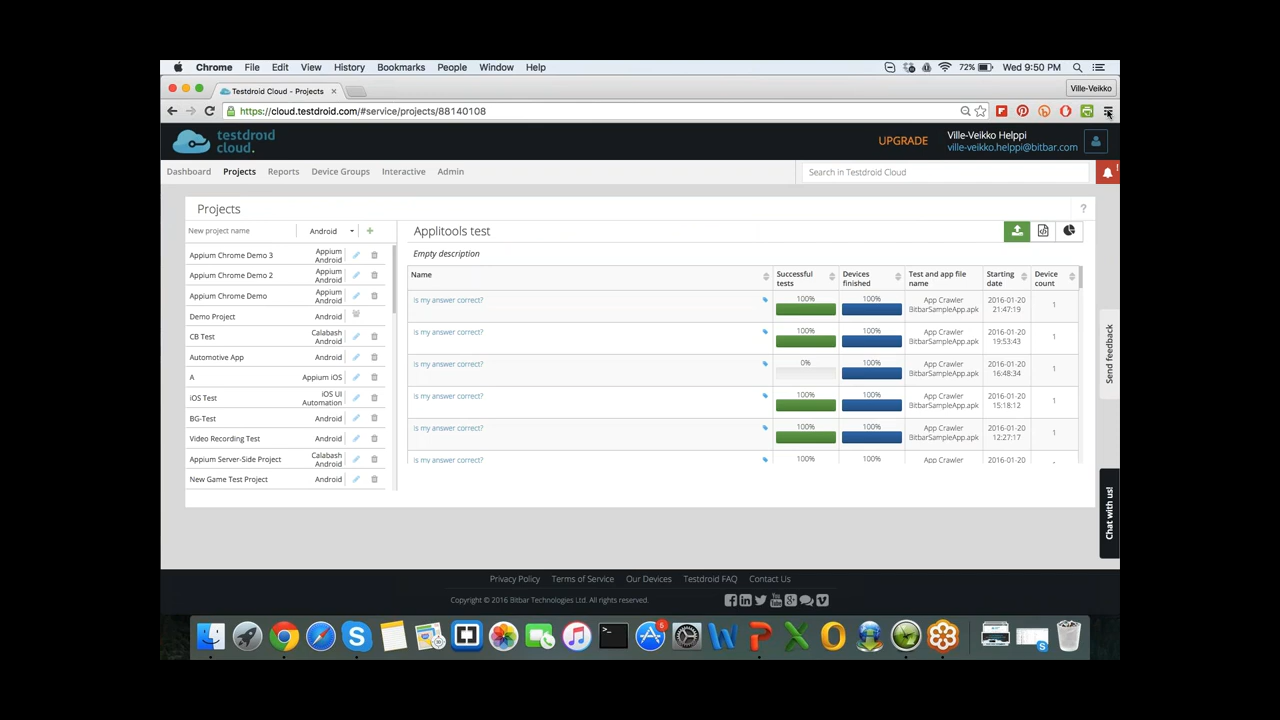 Chrome File Edit View History Bookmarks People Window Help 72% Wed 9:50 PM
Testdroid Cloud - Projects Ville-Veikko
https://cloud.testdroid.com/#service/projects/88140108
testdroid cloud.
UPGRADE
Ville-Veikko Helppi
ville-veikko.helppi@bitbar.com
Dashboard Projects Reports Device Groups Interactive Admin Search in Testdroid Cloud
Projects ?
New project name Android
Appium Chrome Demo 3 Appium Android
Appium Chrome Demo 2 Appium Android
Appium Chrome Demo Appium Android
Demo Project Android
CB Test Calabash Android
Automotive App Android
A Appium iOS
iOS Test iOS UI Automation
BG-Test Android
Video Recording Test Android
Appium Server-Side Project Calabash Android
New Game Test Project Android
Applitools test
Empty description
Name Successful tests Devices finished Test and app file name Starting date Device count
Is my answer correct? 100% 100% App Crawler BitbarSampleApp.apk 2016-01-20 21:47:19 1
Is my answer correct? 100% 100% App Crawler BitbarSampleApp.apk 2016-01-20 19:53:43 1
Is my answer correct? 0% 100% App Crawler BitbarSampleApp.apk 2016-01-20 16:48:34 1
Is my answer correct? 100% 100% App Crawler BitbarSampleApp.apk 2016-01-20 15:18:12 1
Is my answer correct? 100% 100% App Crawler BitbarSampleApp.apk 2016-01-20 12:27:17 1
Is my answer correct? 100% 100% App Crawler 2016-01-20
Send feedback
Chat with us!
Privacy Policy Terms of Service Our Devices Testdroid FAQ Contact Us
Copyright © 2016 Bitbar Technologies Ltd. All rights reserved.